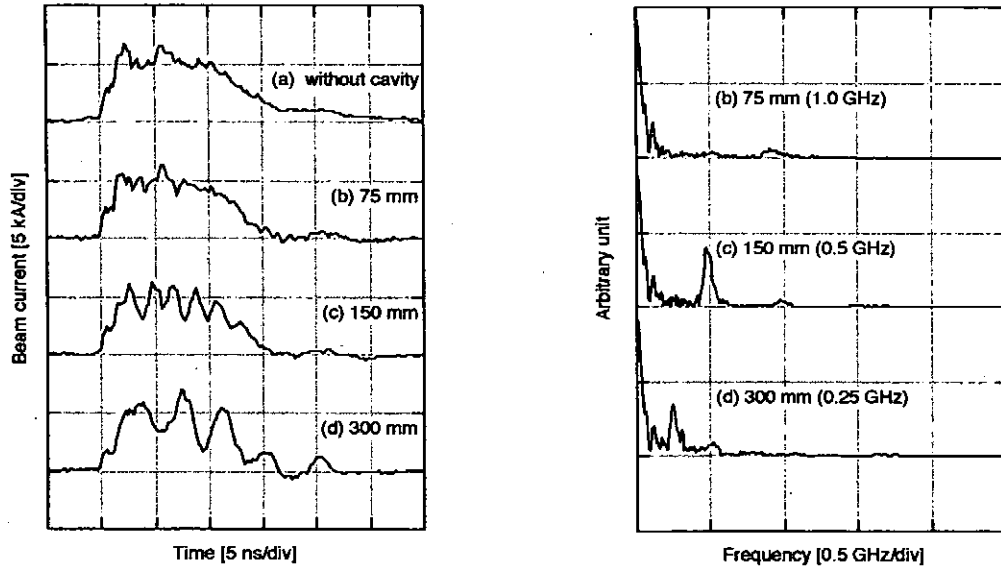 (a) without cavity
(b) 75 mm
(c) 150 mm
(d) 300 mm
Beam current [5 kA/div]
Time [5 ns/div]
(b) 75 mm (1.0 GHz)
(c) 150 mm (0.5 GHz)
(d) 300 mm (0.25 GHz)
Arbitrary unit
Frequency [0.5 GHz/div]